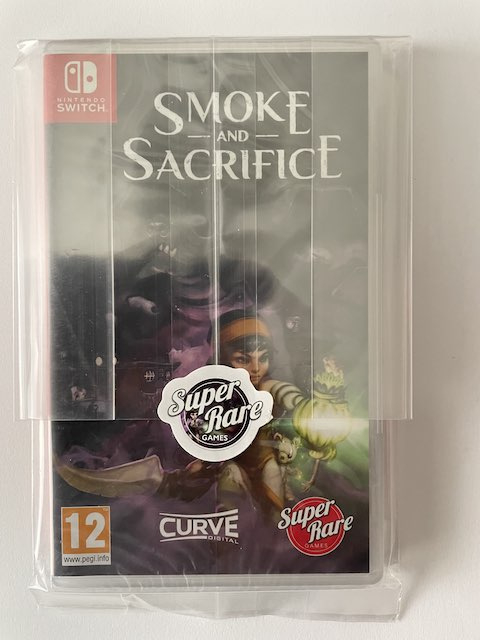 NINTENDO
SWITCH
SMOKE
AND
SACRIFICE
Super
Rare
GAMES
12
www.pegi.info
CURVE
DIGITAL
Super
Rare
GAMES